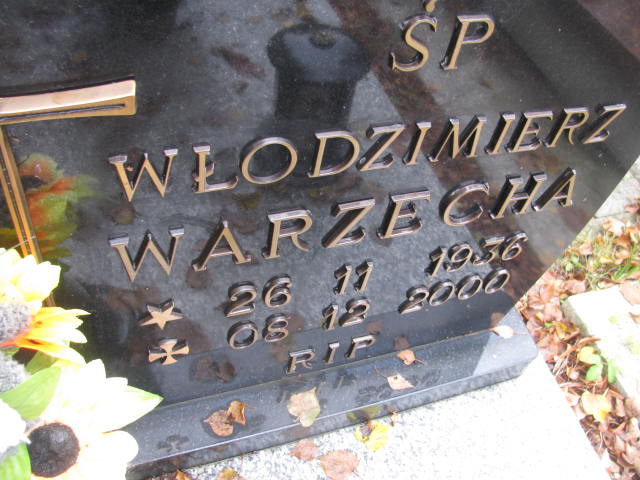 ŚP
WŁODZIMIERZ
WARZECHA
26 11 1936
08 12 2000
RIP